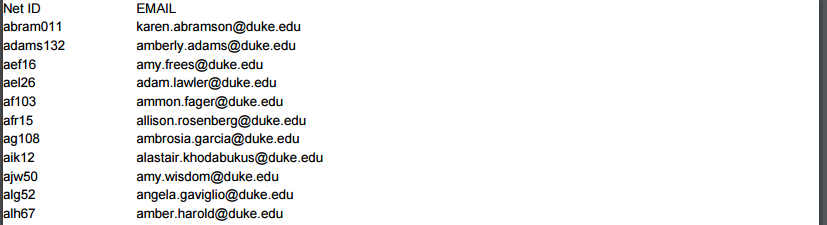 Net ID EMAIL
abram011 karen.abramson@duke.edu
adams132 amberly.adams@duke.edu
aef16 amy.frees@duke.edu
ael26 adam.lawler@duke.edu
af103 ammon.fager@duke.edu
afr15 allison.rosenberg@duke.edu
ag108 ambrosia.garcia@duke.edu
aik12 alastair.khodabukus@duke.edu
ajw50 amy.wisdom@duke.edu
alg52 angela.gaviglio@duke.edu
alh67 amber.harold@duke.edu